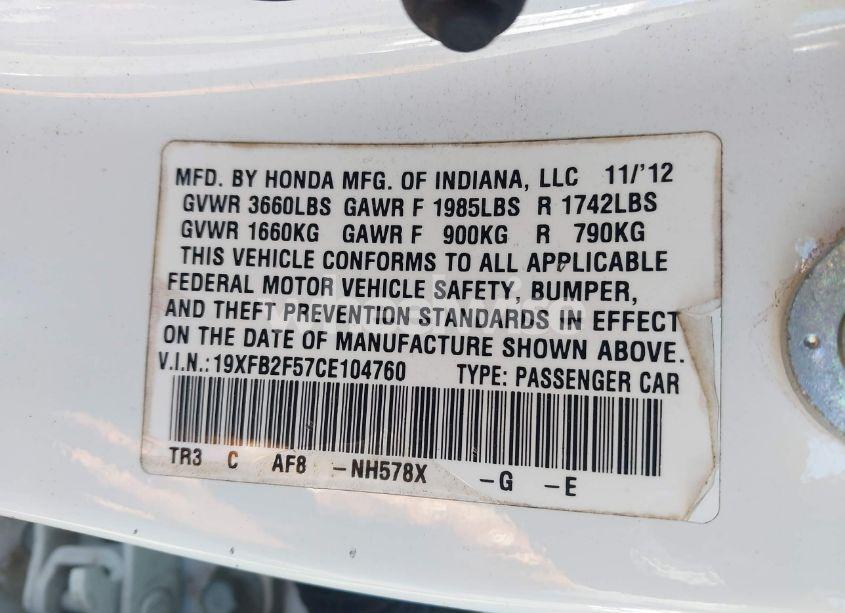 MFD. BY HONDA MFG. OF INDIANA, LLC 11/'12
GVWR 3660LBS GAWR F 1985LBS R 1742LBS
GVWR 1660KG GAWR F 900KG R 790KG
THIS VEHICLE CONFORMS TO ALL APPLICABLE
FEDERAL MOTOR VEHICLE SAFETY, BUMPER,
AND THEFT PREVENTION STANDARDS IN EFFECT
ON THE DATE OF MANUFACTURE SHOWN ABOVE.
V.I.N.: 19XFB2F57CE104760 TYPE: PASSENGER CAR
TR3 C AF8 -NH578X -G -E